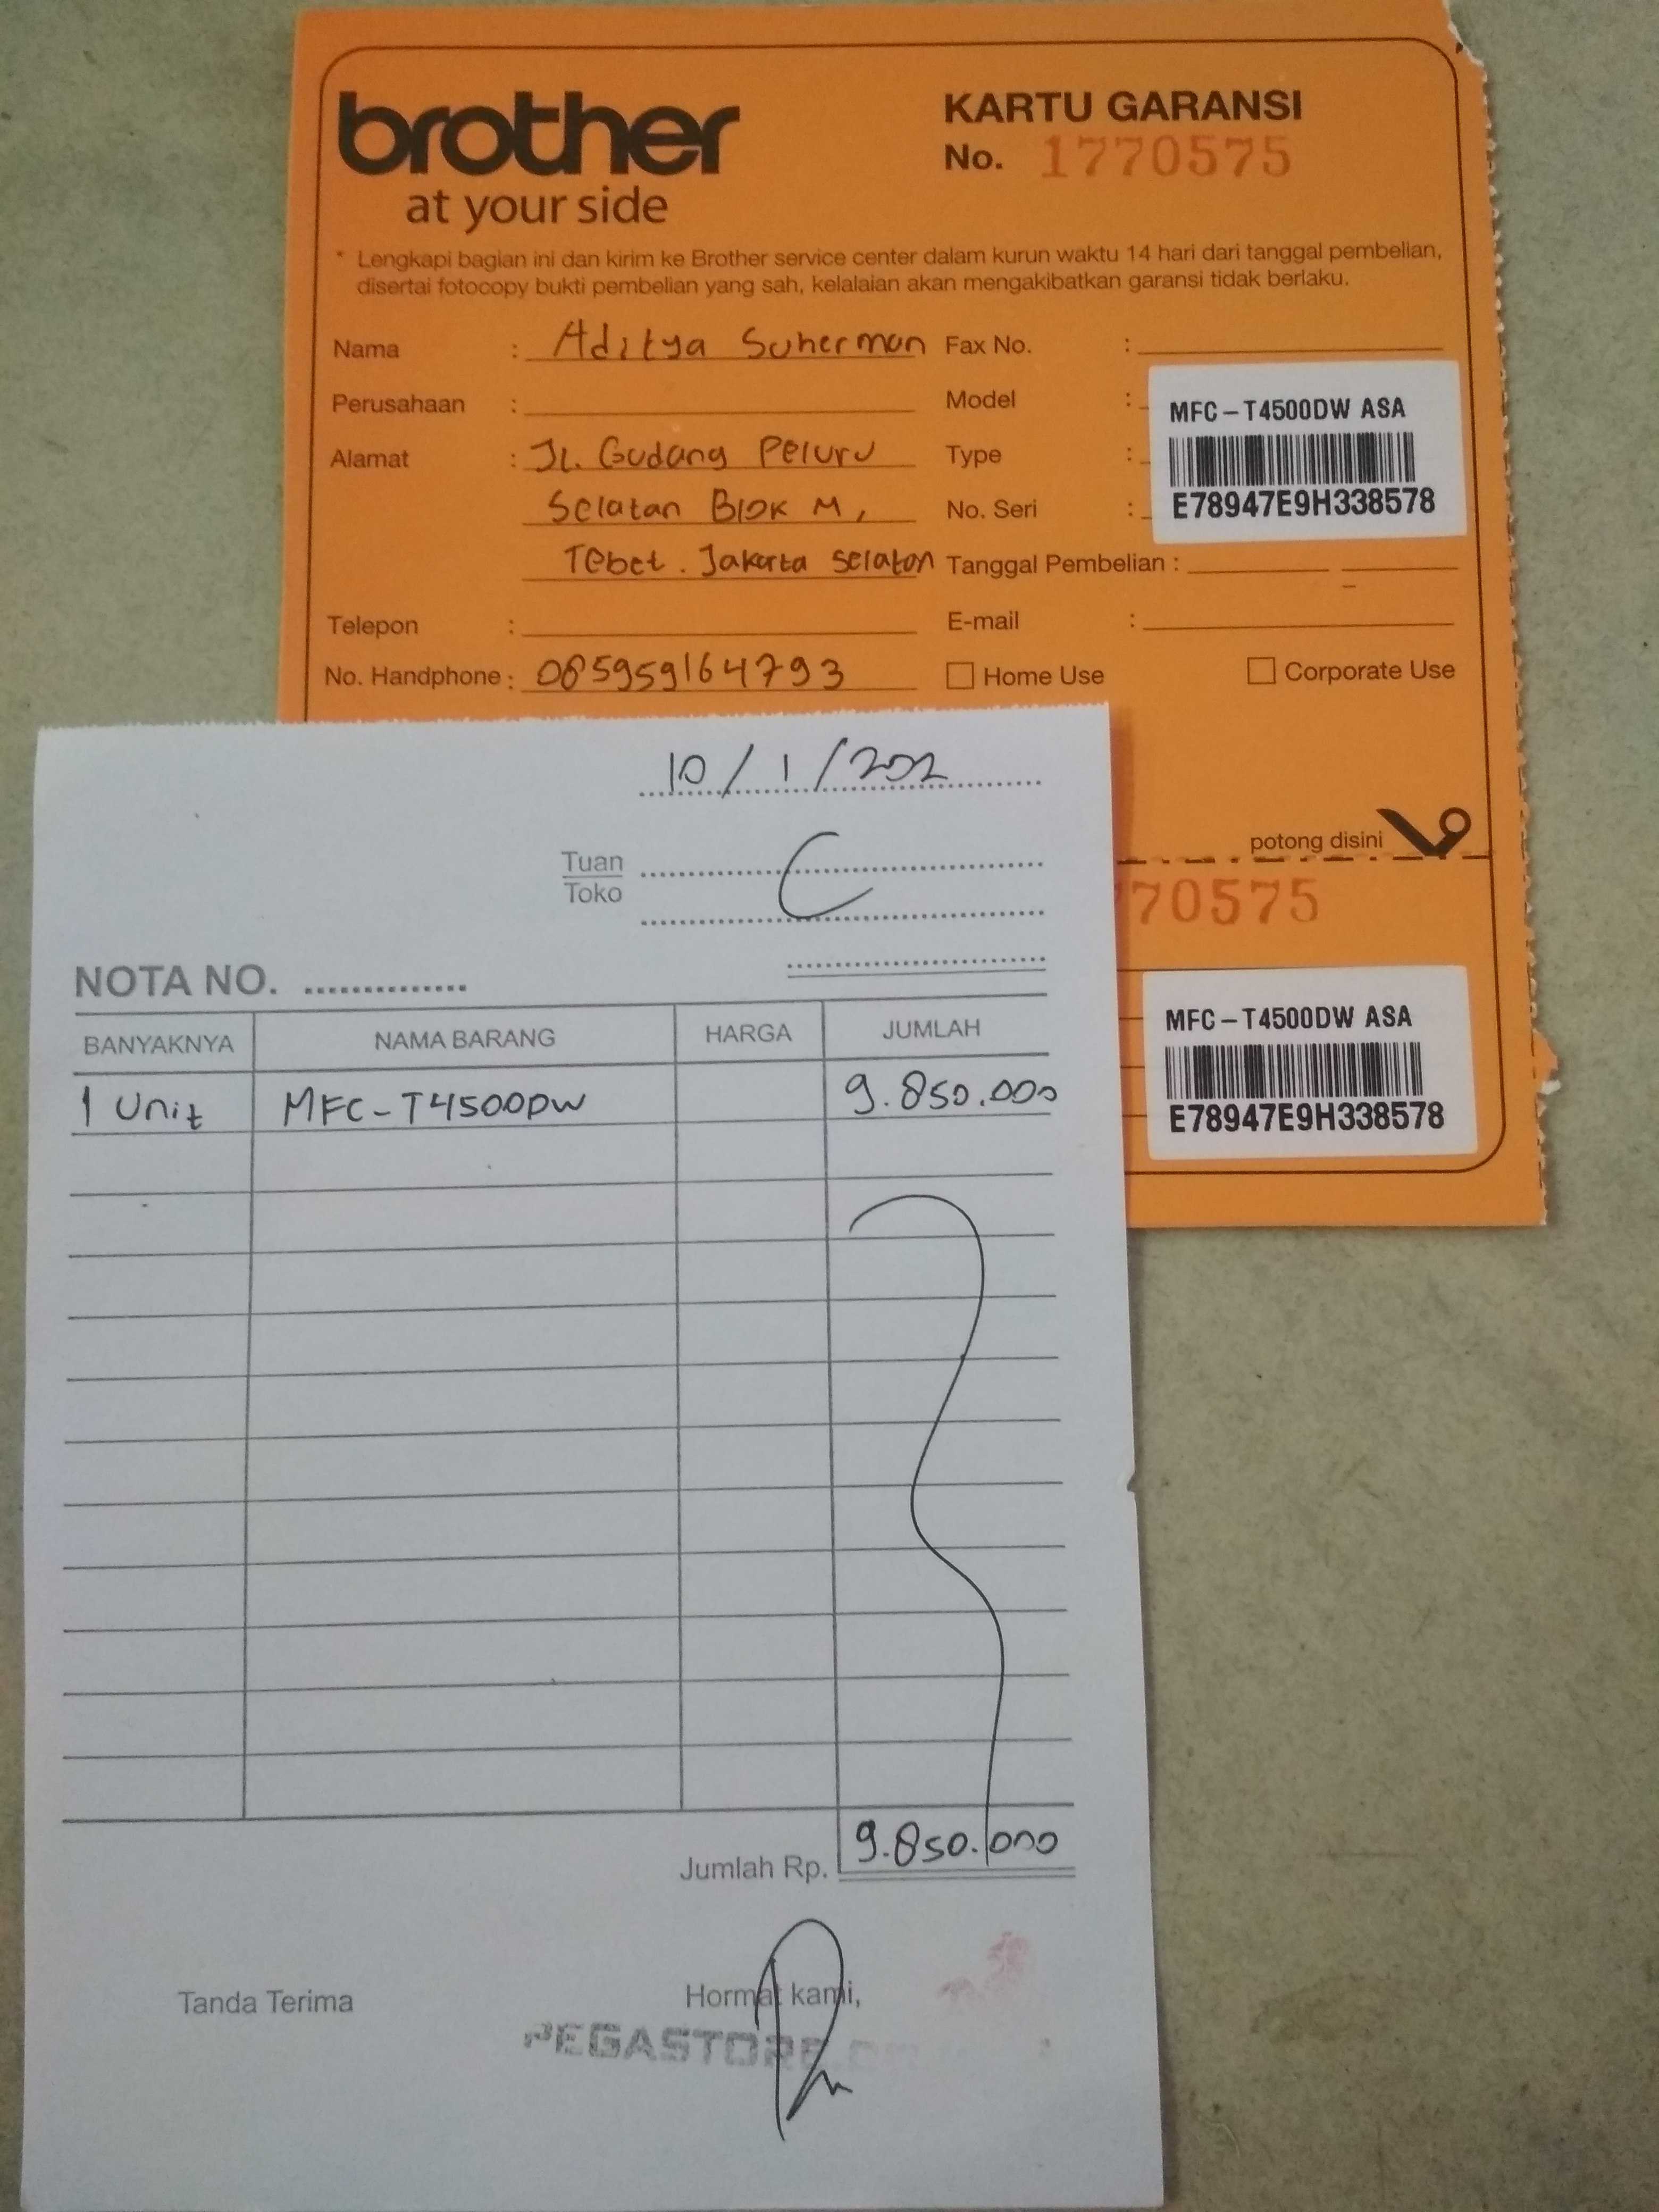 brother
at your side
KARTU GARANSI
No. 1770575
* Lengkapi bagian ini dan kirim ke Brother service center dalam kurun waktu 14 hari dari tanggal pembelian,
disertai fotocopy bukti pembelian yang sah, kelalaian akan mengakibatkan garansi tidak berlaku.
Nama : Aditya Suherman
Perusahaan :
Alamat : JL. Gudang Peluru
Selatan Blok M,
Tebet. Jakarta selatan
Telepon :
No. Handphone : 085959164793
Fax No. :
Model :
Type :
No. Seri :
MFC-T4500DW ASA
E78947E9H338578
Tanggal Pembelian :
E-mail :
Home Use
Corporate Use
potong disini
70575
MFC-T4500DW ASA
E78947E9H338578
10/1/202
Tuan
Toko
NOTA NO. ..............
BANYAKNYA NAMA BARANG HARGA JUMLAH
1 Unit MFC-T4500DW 9.850.000
Jumlah Rp. 9.850.000
Tanda Terima
Hormat kami,
PEGASTORE